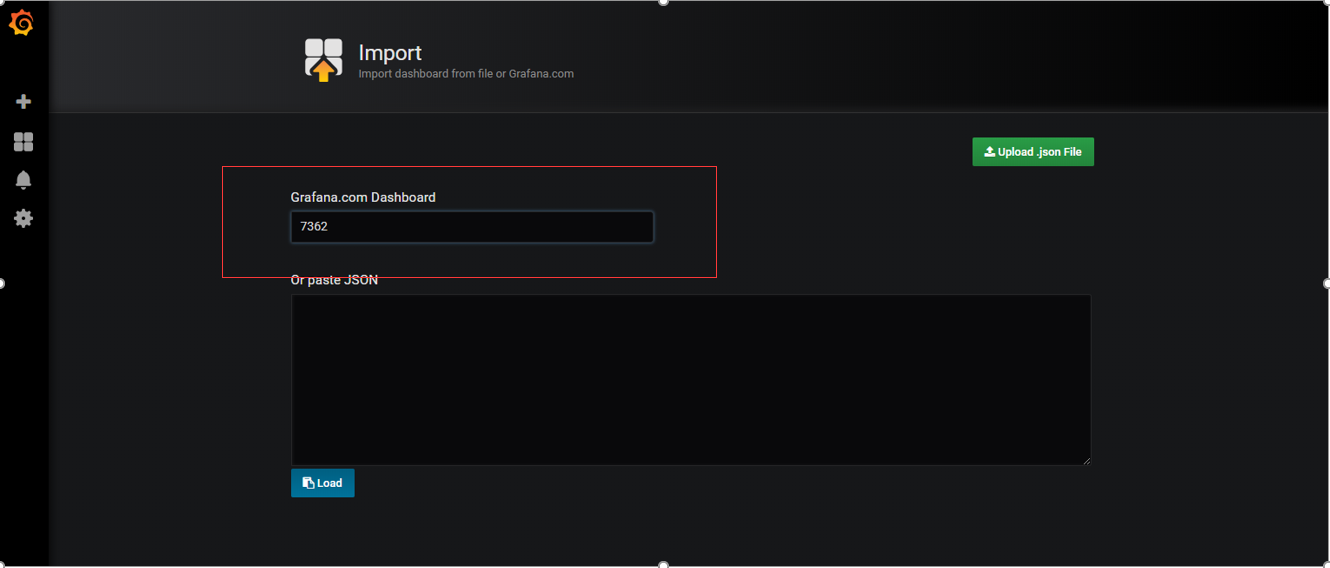 Import
Import dashboard from file or Grafana.com
Upload .json File
Grafana.com Dashboard
7362
Or paste JSON
Load